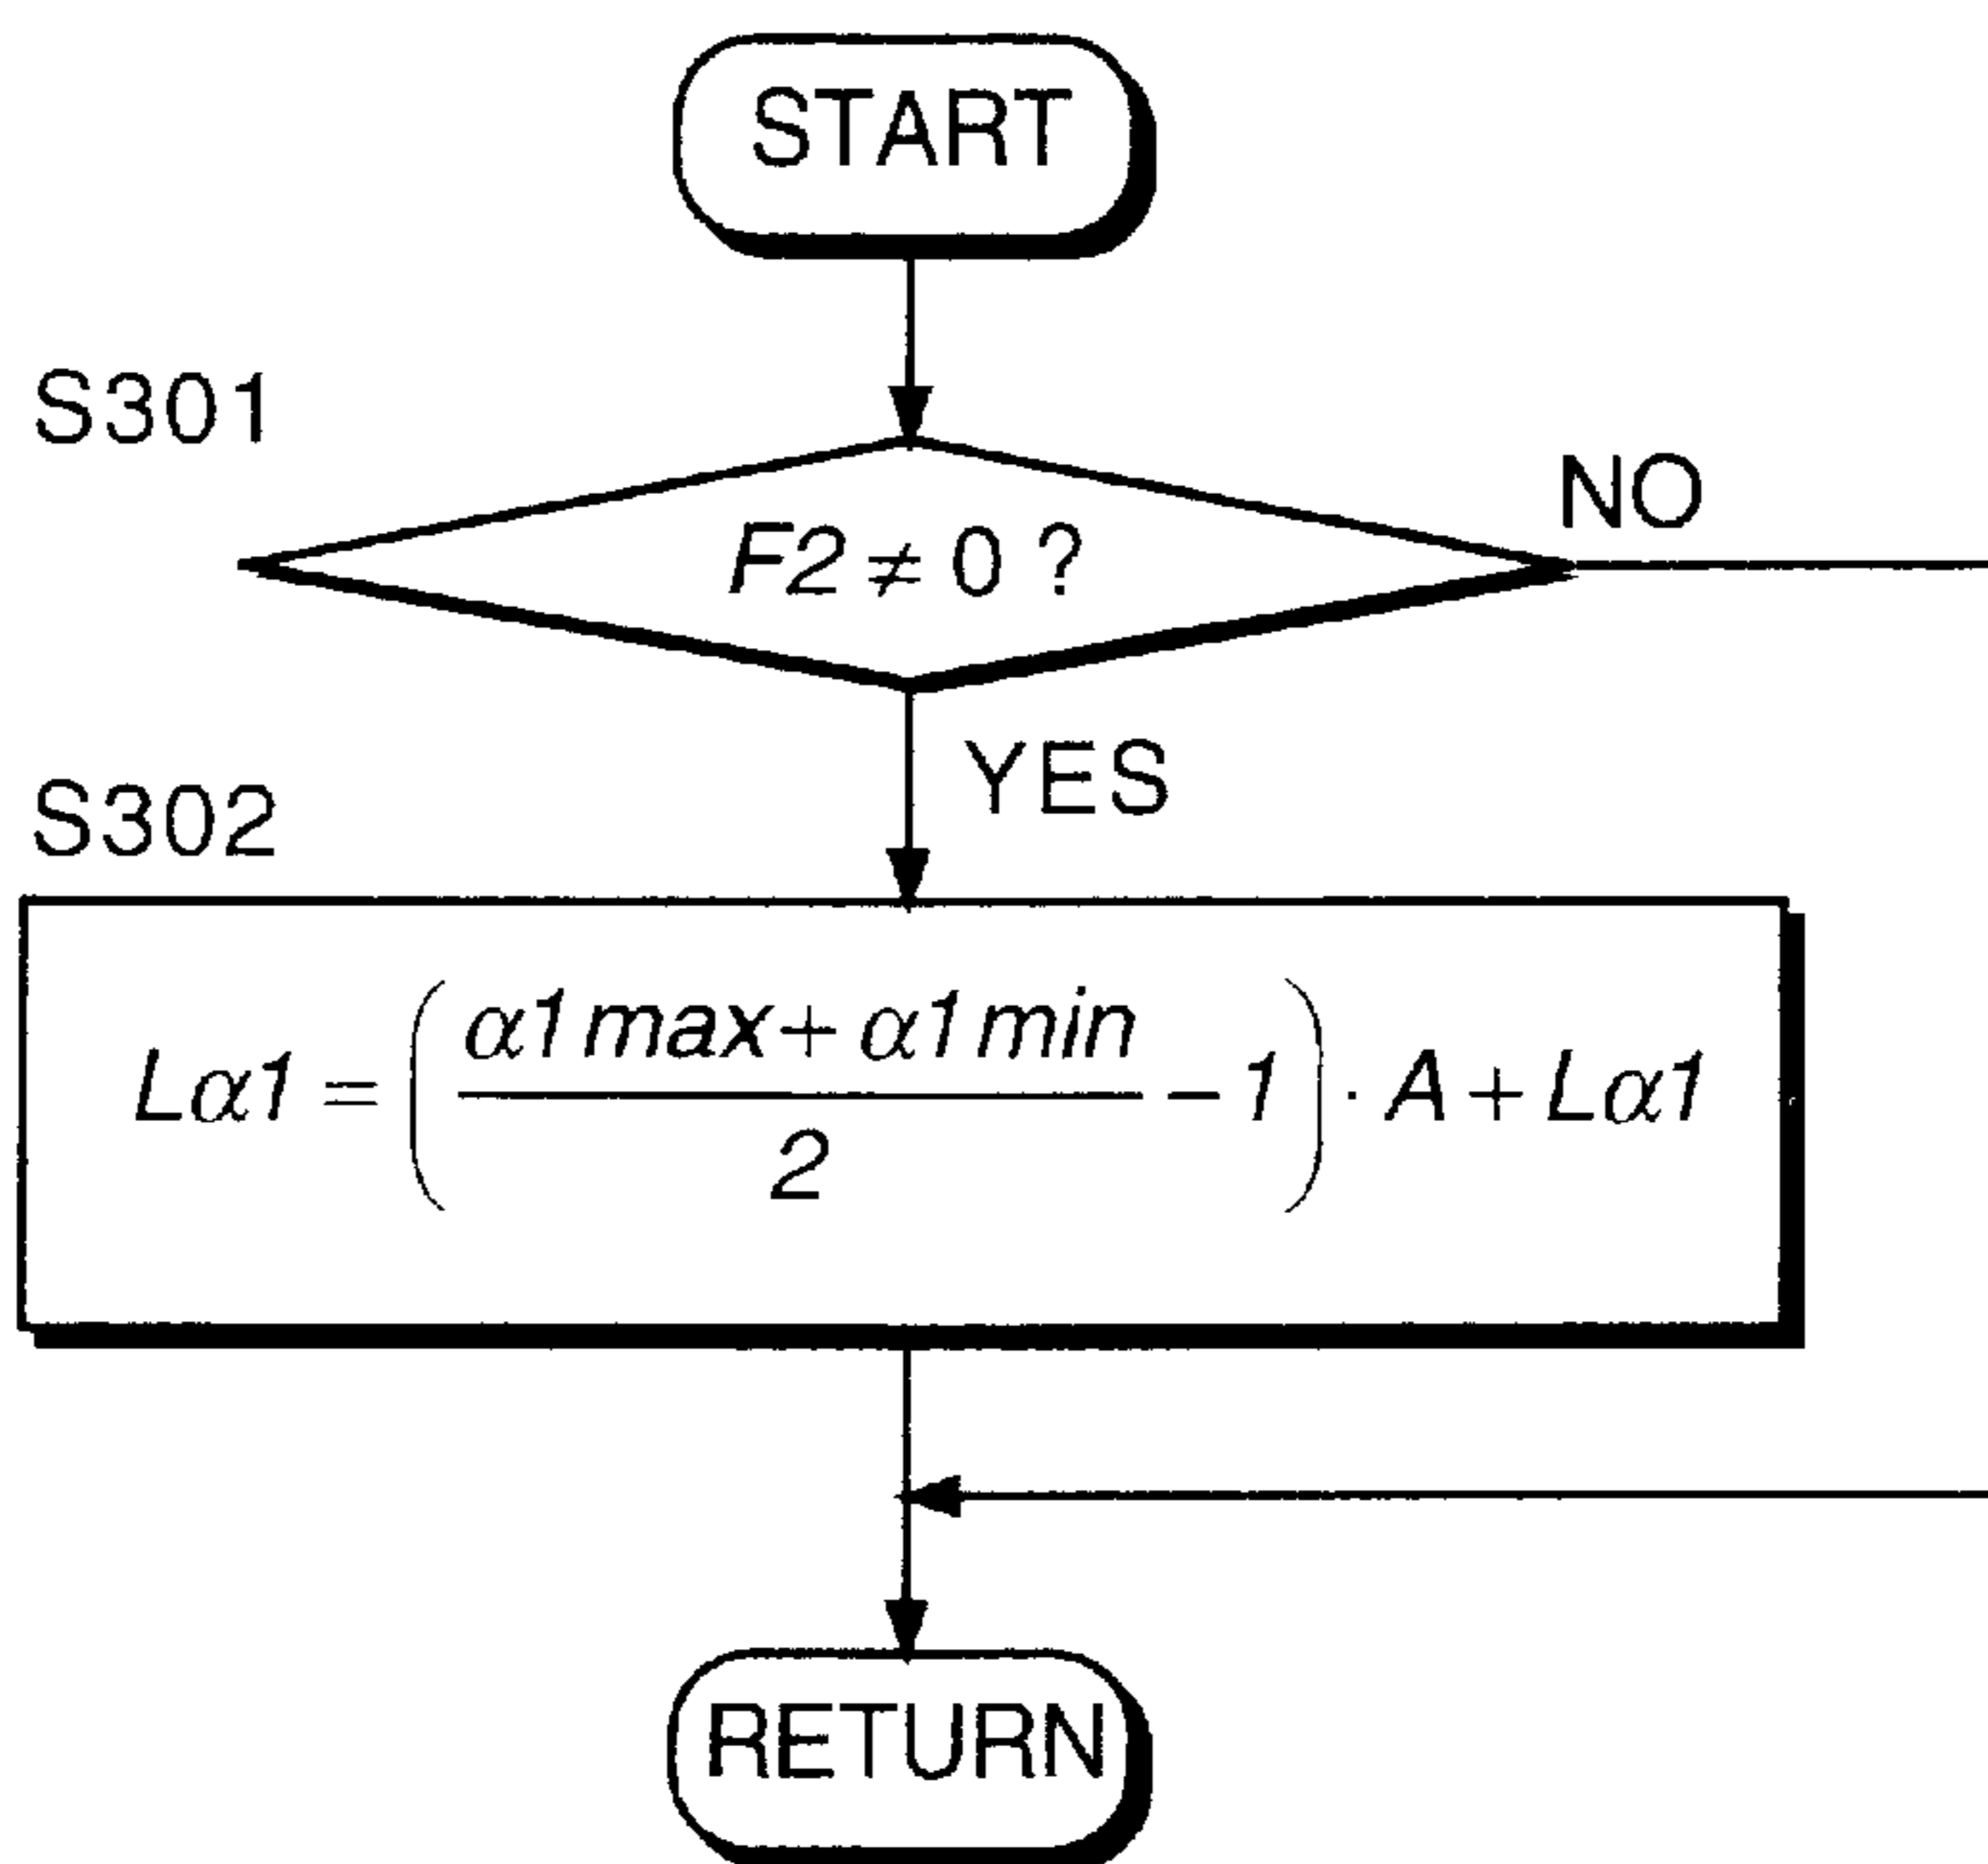 START
S301
F2 ≠ 0 ?
NO
YES
S302
Lα1 = ( (α1max + α1min) / 2 − 1 ) · A + Lα1
RETURN